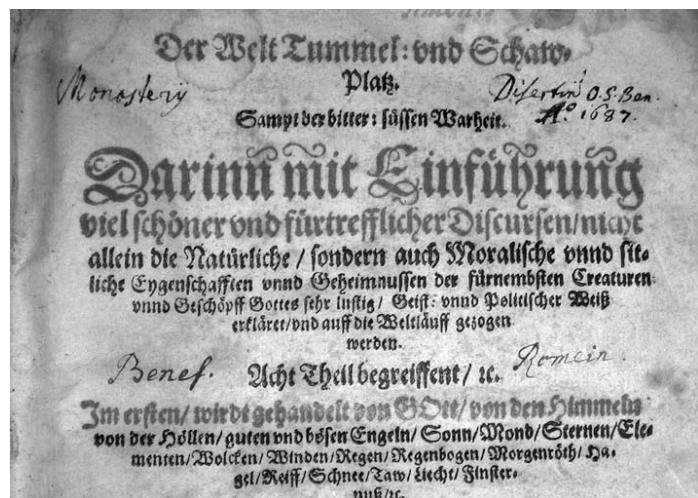 Der Welt Tummel: vnd Schaw-
Platz.
Monasterÿ
Disertin O.S.Ben.
Aͦ. 1687.
Sampt der bitter: süssen Warheit.
Darinn mit Einführung
viel schöner vnd fürtrefflicher Discursen/nicht
allein die Natürliche / sondern auch Moralische vnnd sit-
liche Eygenschafften vnnd Geheimnussen der fürnembsten Creaturen
vnnd Geschöpff Gottes sehr lustig/ Geist: vnnd Politischer Weiß
erkläret/vnd auff die Weltläuff gezogen
werden.
Benef.
Acht Theil begreiffent/ ꝛc.
Romein.
Im ersten/ wirdt gehandelt von GOtt/von den Himmeln
von der Höllen/guten vnd bösen Engeln/Sonn/Mond/Sternen/Ele-
menten/Wolcken/Winden/Regen/Regenbogen/Morgenröth/Ha-
gel/Reiff/Schnee/Taw/Liecht/Finster-
nuß/ꝛc.